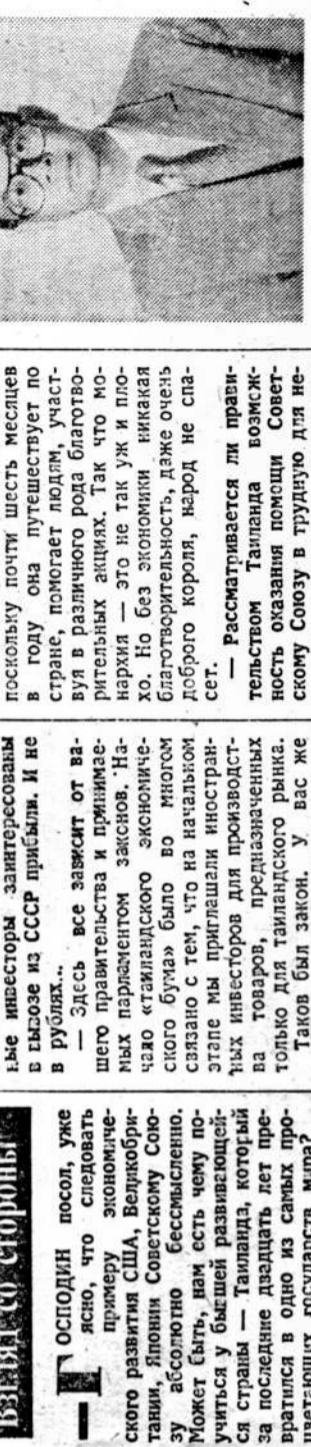 ВЗГЛЯД СО СТОРОНЫ
— ГОСПОДИН посол, уже
ясно, что следовать
примеру экономиче-
ского развития США, Великобри-
тании, Японии Советскому Сою-
зу абсолютно бессмысленно.
Может быть, нам есть чему по-
учиться у бывшей развивающей-
ся страны — Таиланда, который
за последние двадцать лет пре-
вратился в одно из самых про-
цветающих государств мира?
ные инвесторы заинтересованы
в вывозе из СССР прибыли. И не
в рублях...
— Здесь все зависит от ва-
шего правительства и принимае-
мых парламентом законов. На-
чало «таиландского экономиче-
ского бума» было во многом
связано с тем, что на начальном
этапе мы приглашали иностран-
ных инвесторов для производст-
ва товаров, предназначенных
только для таиландского рынка.
Таков был закон. У вас же
поскольку почти шесть месяцев
в году она путешествует по
стране, помогает людям, участ-
вуя в различного рода благотво-
рительных акциях. Так что мо-
нархия — это не так уж и пло-
хо. Но без экономики никакая
благотворительность, даже очень
доброго короля, народ не спа-
сет.
— Рассматривается ли прави-
тельством Таиланда возмож-
ность оказания помощи Совет-
скому Союзу в трудную для не-